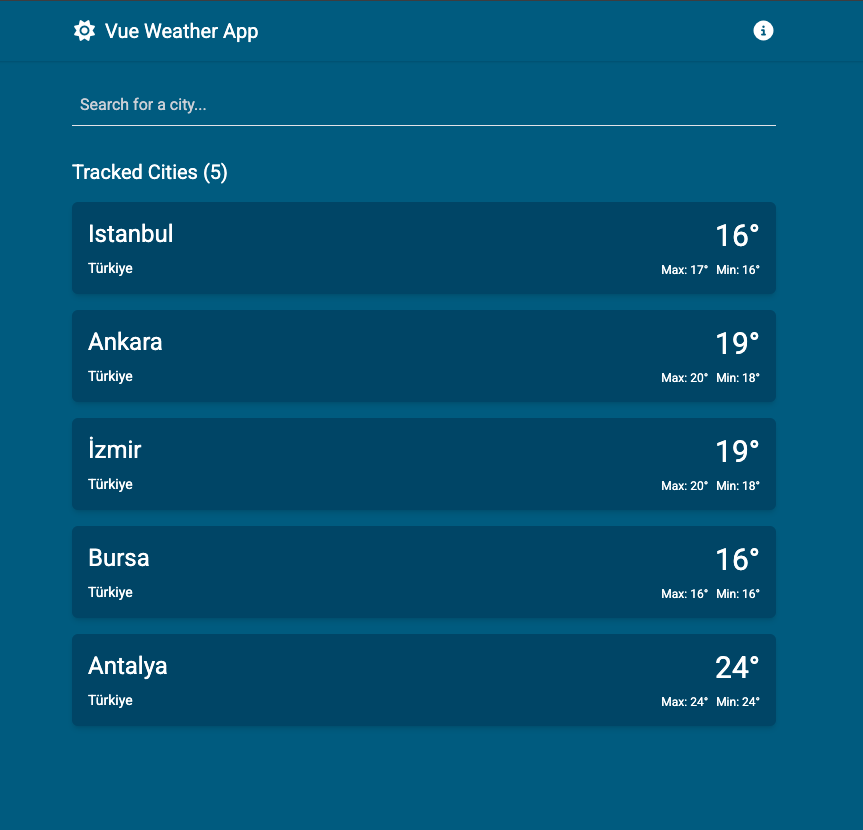 Vue Weather App
Search for a city...
Tracked Cities (5)
Istanbul 16°
Türkiye Max: 17° Min: 16°
Ankara 19°
Türkiye Max: 20° Min: 18°
İzmir 19°
Türkiye Max: 20° Min: 18°
Bursa 16°
Türkiye Max: 16° Min: 16°
Antalya 24°
Türkiye Max: 24° Min: 24°